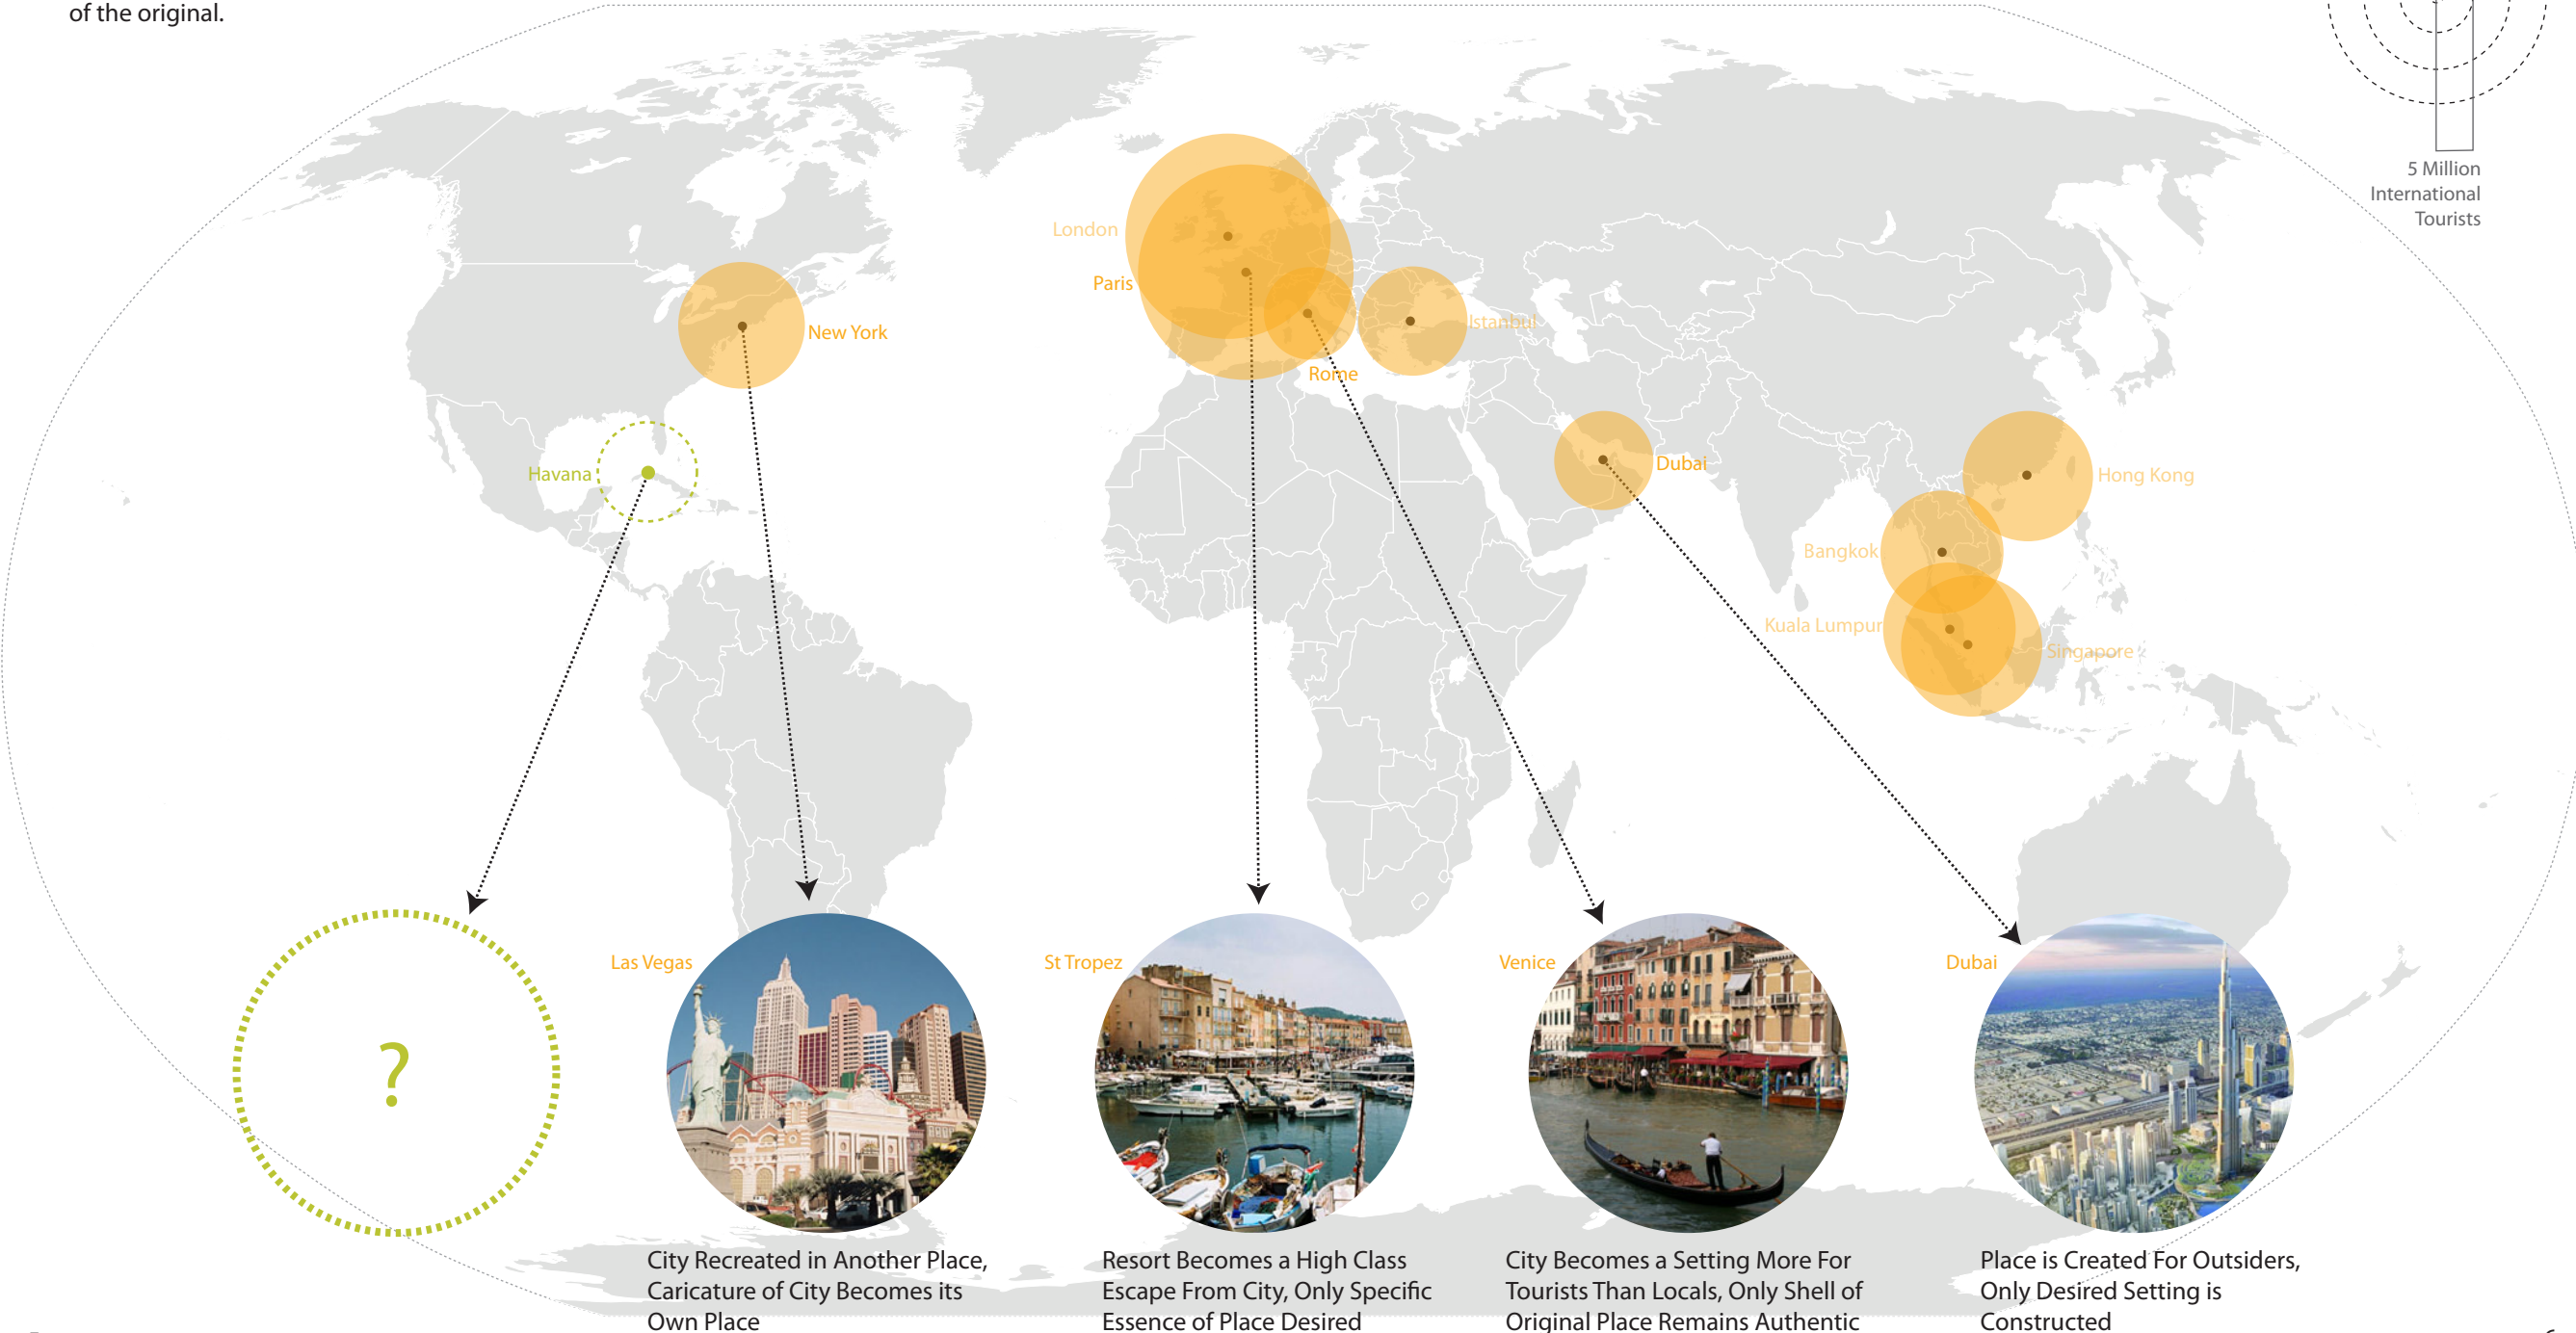 of the original.
5 Million
International
Tourists
London
Paris
New York
Istanbul
Rome
Havana
Dubai
Hong Kong
Bangkok
Kuala Lumpur
Singapore
?
Las Vegas
St Tropez
Venice
Dubai
City Recreated in Another Place,
Caricature of City Becomes its
Own Place
Resort Becomes a High Class
Escape From City, Only Specific
Essence of Place Desired
City Becomes a Setting More For
Tourists Than Locals, Only Shell of
Original Place Remains Authentic
Place is Created For Outsiders,
Only Desired Setting is
Constructed